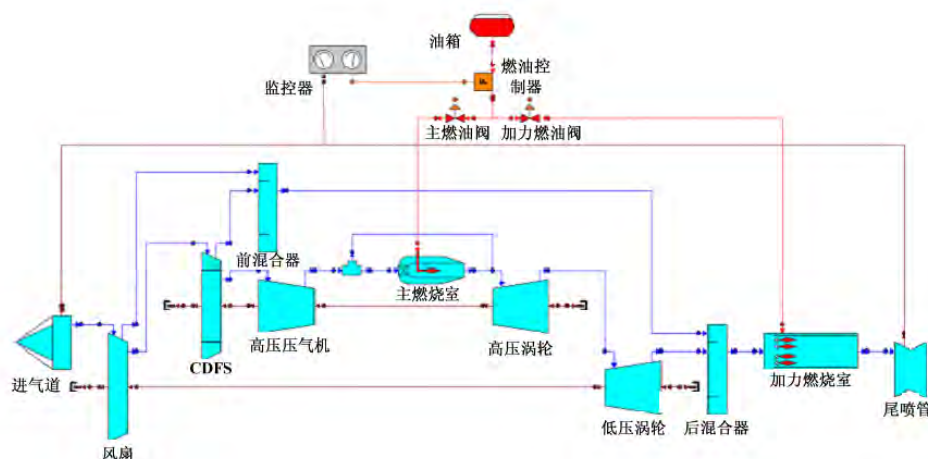 油箱
监控器
燃油控
制器
主燃油阀
加力燃油阀
前混合器
主燃烧室
高压压气机
高压涡轮
CDFS
进气道
风扇
低压涡轮
后混合器
加力燃烧室
尾喷管